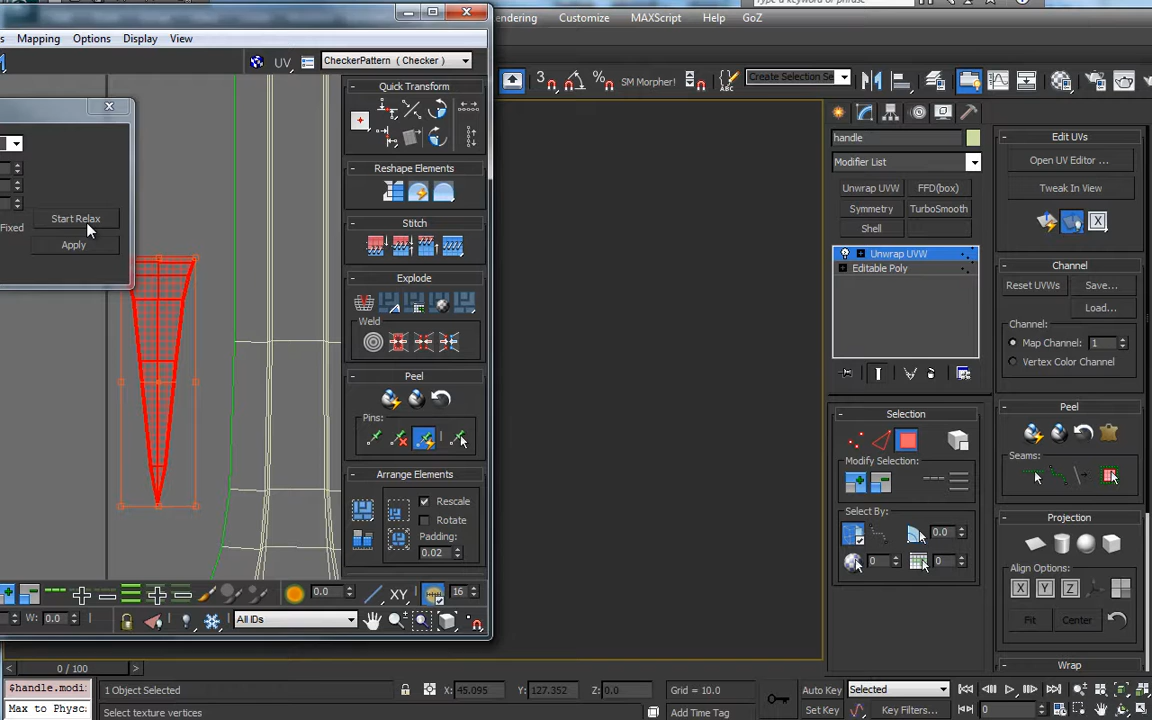 endering Customize MAXScript Help GoZ
s Mapping Options Display View
UV CheckerPattern ( Checker )
3 % SM Morpher! ABC Create Selection Se
Quick Transform
Reshape Elements
Stitch
Explode
Weld
Peel
Pins:
Arrange Elements
Rescale
Rotate
Padding:
0.02
Fixed
Start Relax
Apply
handle
Modifier List
Unwrap UVW FFD(box)
Symmetry TurboSmooth
Shell
Unwrap UVW
Editable Poly
Selection
Modify Selection:
Select By:
0.0
0 0
Edit UVs
Open UV Editor ...
Tweak In View
Channel
Reset UVWs Save...
Load...
Channel:
Map Channel: 1
Vertex Color Channel
Peel
Seams:
Projection
Align Options:
X Y Z
Fit Center
Wrap
0.0 XY 16
W: 0.0 All IDs
0 / 100
$handle.modi
Max to Physc
1 Object Selected X: 45.095 Y: 127.352 Z: 0.0 Grid = 10.0
Select texture vertices Add Time Tag
Auto Key Selected
Set Key Key Filters... 0